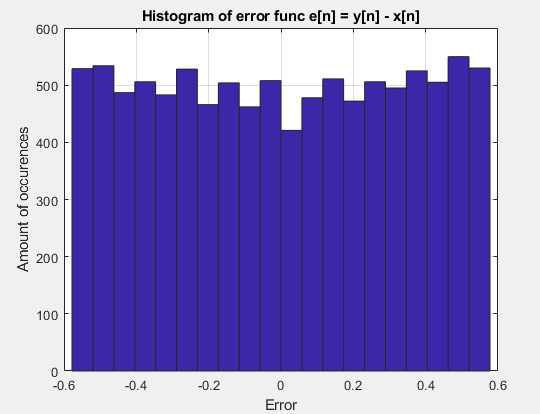 Histogram of error func e[n] = y[n] - x[n]
600
500
400
300
200
100
0
Amount of occurences
-0.6 -0.4 -0.2 0 0.2 0.4 0.6
Error